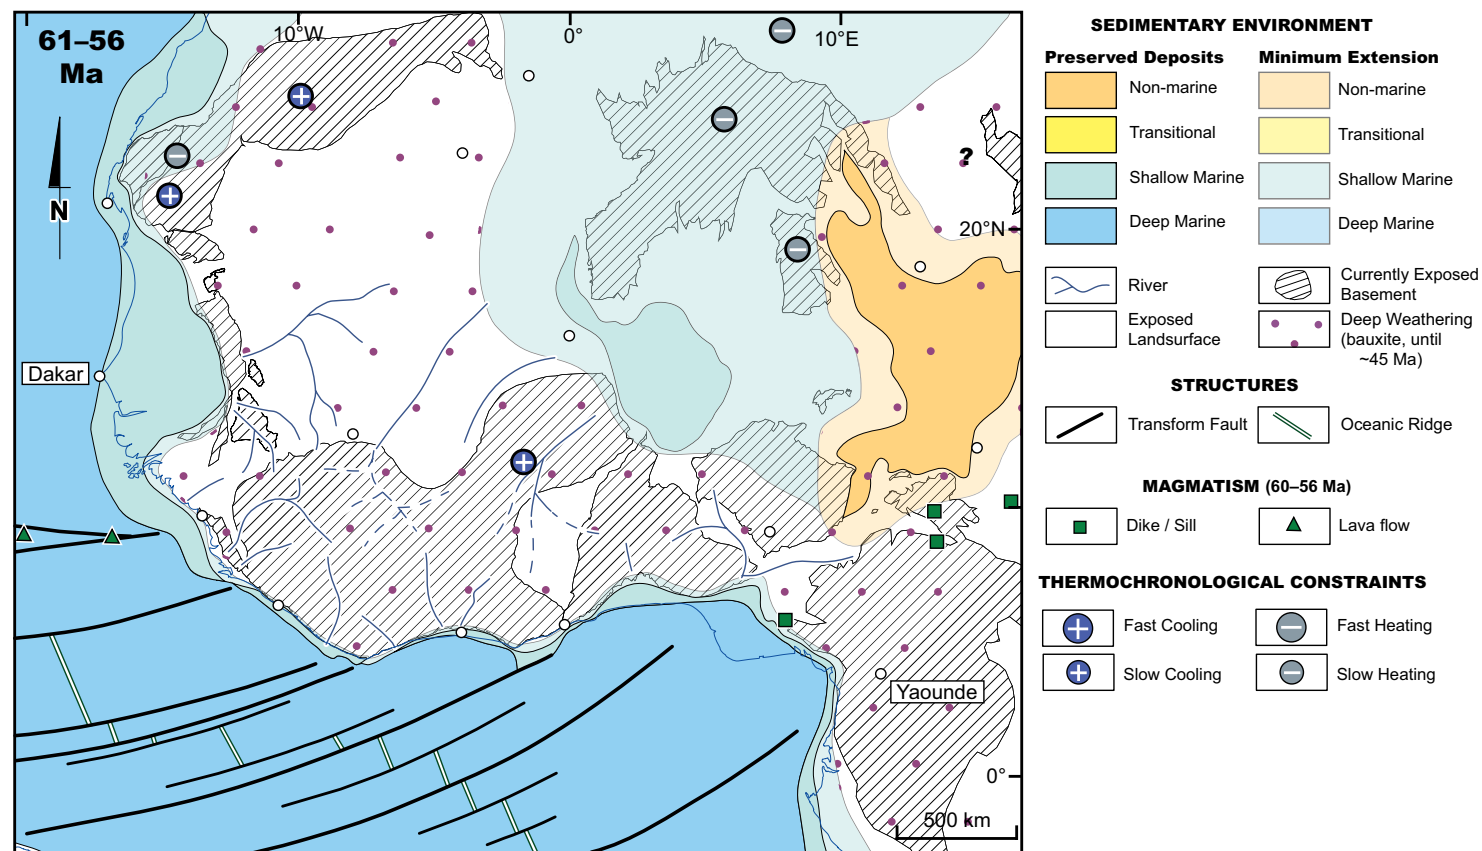 61–56
Ma
10°W
0°
10°E
N
?
20°N
Dakar
Yaounde
0°
500 km
SEDIMENTARY ENVIRONMENT
Preserved Deposits
Minimum Extension
Non-marine
Non-marine
Transitional
Transitional
Shallow Marine
Shallow Marine
Deep Marine
Deep Marine
River
Currently Exposed
Basement
Exposed
Landsurface
Deep Weathering
(bauxite, until
~45 Ma)
STRUCTURES
Transform Fault
Oceanic Ridge
MAGMATISM (60–56 Ma)
Dike / Sill
Lava flow
THERMOCHRONOLOGICAL CONSTRAINTS
Fast Cooling
Fast Heating
Slow Cooling
Slow Heating